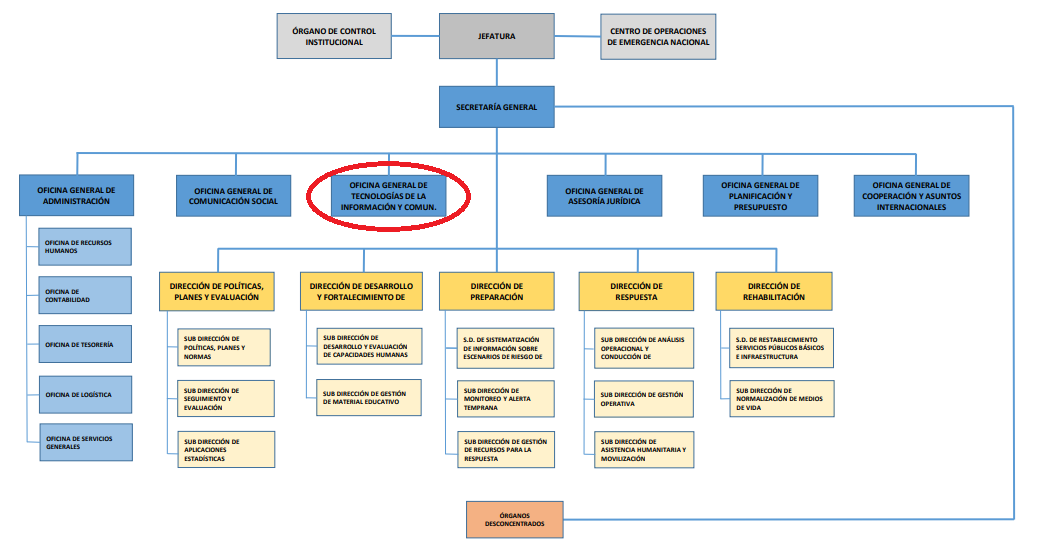 ÓRGANO DE CONTROL
INSTITUCIONAL
JEFATURA
CENTRO DE OPERACIONES
DE EMERGENCIA NACIONAL
SECRETARÍA GENERAL
OFICINA GENERAL DE
ADMINISTRACIÓN
OFICINA GENERAL DE
COMUNICACIÓN SOCIAL
OFICINA GENERAL DE
TECNOLOGÍAS DE LA
INFORMACIÓN Y COMUN.
OFICINA GENERAL DE
ASESORÍA JURÍDICA
OFICINA GENERAL DE
PLANIFICACIÓN Y
PRESUPUESTO
OFICINA GENERAL DE
COOPERACIÓN Y ASUNTOS
INTERNACIONALES
OFICINA DE RECURSOS
HUMANOS
OFICINA DE
CONTABILIDAD
OFICINA DE TESORERÍA
OFICINA DE LOGÍSTICA
OFICINA DE SERVICIOS
GENERALES
DIRECCIÓN DE POLÍTICAS,
PLANES Y EVALUACIÓN
SUB DIRECCIÓN DE
POLÍTICAS, PLANES Y
NORMAS
SUB DIRECCIÓN DE
SEGUIMIENTO Y
EVALUACIÓN
SUB DIRECCIÓN DE
APLICACIONES
ESTADÍSTICAS
DIRECCIÓN DE DESARROLLO
Y FORTALECIMIENTO DE
SUB DIRECCIÓN DE
DESARROLLO Y EVALUACIÓN
DE CAPACIDADES HUMANAS
SUB DIRECCIÓN DE GESTIÓN
DE MATERIAL EDUCATIVO
DIRECCIÓN DE
PREPARACIÓN
S.D. DE SISTEMATIZACIÓN
DE INFORMACIÓN SOBRE
ESCENARIOS DE RIESGO DE
SUB DIRECCIÓN DE
MONITOREO Y ALERTA
TEMPRANA
SUB DIRECCIÓN DE GESTIÓN
DE RECURSOS PARA LA
RESPUESTA
DIRECCIÓN DE
RESPUESTA
SUB DIRECCIÓN DE ANÁLISIS
OPERACIONAL Y
CONDUCCIÓN DE
SUB DIRECCIÓN DE GESTIÓN
OPERATIVA
SUB DIRECCIÓN DE
ASISTENCIA HUMANITARIA Y
MOVILIZACIÓN
DIRECCIÓN DE
REHABILITACIÓN
S.D. DE RESTABLECIMIENTO
SERVICIOS PÚBLICOS BÁSICOS
E INFRAESTRUCTURA
SUB DIRECCIÓN DE
NORMALIZACIÓN DE MEDIOS
DE VIDA
ÓRGANOS
DESCONCENTRADOS